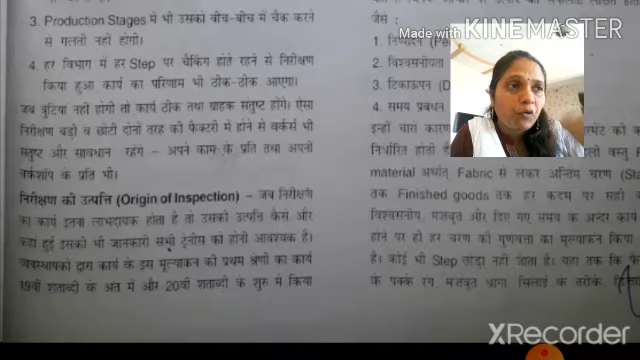 3. Production Stages में भी उसको बीच-बीच में चैक करने
से गलती नहीं होगी।
4. हर विभाग में हर Step पर चैकिंग होते रहने से निरीक्षण
किया हुआ कार्य का परिणाम भी ठीक-ठीक आएगा।
जब त्रुटिया नहीं होगी तो कार्य ठीक तथा ग्राहक संतुष्ट होंगे। ऐसा
निरीक्षण बड़ी व छोटी दोनों तरह की फैक्टरी में होने से वर्कर्स भी
संतुष्ट और सावधान रहेंगे - अपने काम के प्रति तथा अपनी
वर्कशॉप के प्रति भी।
निरीक्षण की उत्पत्ति (Origin of Inspection) - जब निरीक्षण
का कार्य इतना लाभदायक होता है तो उसकी उत्पत्ति कैसे और
कहा हुई इसकी भी जानकारी सभी ट्रेनीस को होनी आवश्यक है।
व्यवस्थापकों द्वारा कार्य के इस मूल्याकन की प्रथम श्रेणी का कार्य
19वीं शताब्दी के अंत में और 20वीं शताब्दी के शुरू में किया
जैसे :
1. निष्पादन (Pe
2. विश्वसनीयता
3. टिकाऊपन (D
4. समय प्रबंधन
इन्हीं चारों कारण
निर्धारित होती
material अर्थात् Fabric से लेकर अन्तिम चरण (Sta
तक Finished goods तक हर कदम पर सही
विश्वसनीय, मजबूत और दिए गए समय के अन्दर कार्य
होने पर ही हर चरण की गुणवता का मूल्याकन किया
है। कोई भी Step छोड़ा नहीं जाता है। यहा तक कि
के पक्के रंग, मजबूत धागा सिलाई के तरीके,
Made with KINEMASTER
XRecorder